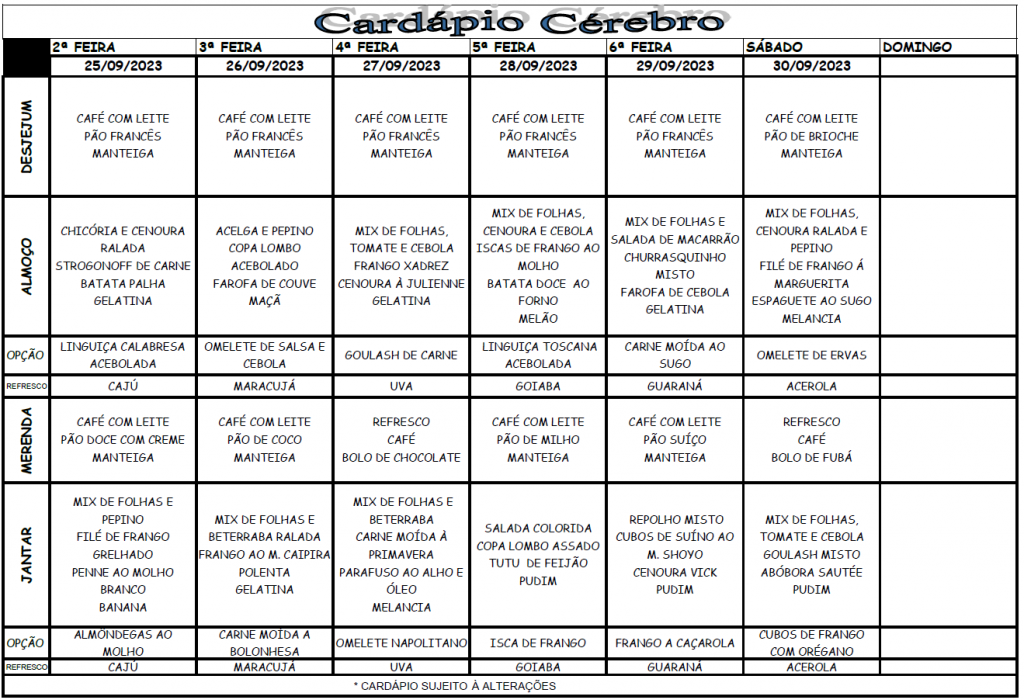 Cardápio Cérebro
2ª FEIRA 3ª FEIRA 4ª FEIRA 5ª FEIRA 6ª FEIRA SÁBADO DOMINGO
25/09/2023 26/09/2023 27/09/2023 28/09/2023 29/09/2023 30/09/2023
DESJEJUM
CAFÉ COM LEITE
PÃO FRANCÊS
MANTEIGA
CAFÉ COM LEITE
PÃO FRANCÊS
MANTEIGA
CAFÉ COM LEITE
PÃO FRANCÊS
MANTEIGA
CAFÉ COM LEITE
PÃO FRANCÊS
MANTEIGA
CAFÉ COM LEITE
PÃO FRANCÊS
MANTEIGA
CAFÉ COM LEITE
PÃO DE BRIOCHE
MANTEIGA
ALMOÇO
CHICÓRIA E CENOURA
RALADA
STROGONOFF DE CARNE
BATATA PALHA
GELATINA
ACELGA E PEPINO
COPA LOMBO
ACEBOLADO
FAROFA DE COUVE
MAÇÃ
MIX DE FOLHAS,
TOMATE E CEBOLA
FRANGO XADREZ
CENOURA À JULIENNE
GELATINA
MIX DE FOLHAS,
CENOURA E CEBOLA
ISCAS DE FRANGO AO
MOLHO
BATATA DOCE AO
FORNO
MELÃO
MIX DE FOLHAS E
SALADA DE MACARRÃO
CHURRASQUINHO
MISTO
FAROFA DE CEBOLA
GELATINA
MIX DE FOLHAS,
CENOURA RALADA E
PEPINO
FILÉ DE FRANGO Á
MARGUERITA
ESPAGUETE AO SUGO
MELANCIA
OPÇÃO
LINGUIÇA CALABRESA
ACEBOLADA
OMELETE DE SALSA E
CEBOLA
GOULASH DE CARNE
LINGUIÇA TOSCANA
ACEBOLADA
CARNE MOÍDA AO
SUGO
OMELETE DE ERVAS
REFRESCO CAJÚ MARACUJÁ UVA GOIABA GUARANÁ ACEROLA
MERENDA
CAFÉ COM LEITE
PÃO DOCE COM CREME
MANTEIGA
CAFÉ COM LEITE
PÃO DE COCO
MANTEIGA
REFRESCO
CAFÉ
BOLO DE CHOCOLATE
CAFÉ COM LEITE
PÃO DE MILHO
MANTEIGA
CAFÉ COM LEITE
PÃO SUÍÇO
MANTEIGA
REFRESCO
CAFÉ
BOLO DE FUBÁ
JANTAR
MIX DE FOLHAS E
PEPINO
FILÉ DE FRANGO
GRELHADO
PENNE AO MOLHO
BRANCO
BANANA
MIX DE FOLHAS E
BETERRABA RALADA
FRANGO AO M. CAIPIRA
POLENTA
GELATINA
MIX DE FOLHAS E
BETERRABA
CARNE MOÍDA À
PRIMAVERA
PARAFUSO AO ALHO E
ÓLEO
MELANCIA
SALADA COLORIDA
COPA LOMBO ASSADO
TUTU DE FEIJÃO
PUDIM
REPOLHO MISTO
CUBOS DE SUÍNO AO
M. SHOYO
CENOURA VICK
PUDIM
MIX DE FOLHAS,
TOMATE E CEBOLA
GOULASH MISTO
ABÓBORA SAUTÉE
PUDIM
OPÇÃO
ALMÔNDEGAS AO
MOLHO
CARNE MOÍDA A
BOLONHESA
OMELETE NAPOLITANO
ISCA DE FRANGO
FRANGO A CAÇAROLA
CUBOS DE FRANGO
COM ORÉGANO
REFRESCO CAJÚ MARACUJÁ UVA GOIABA GUARANÁ ACEROLA
* CARDÁPIO SUJEITO À ALTERAÇÕES